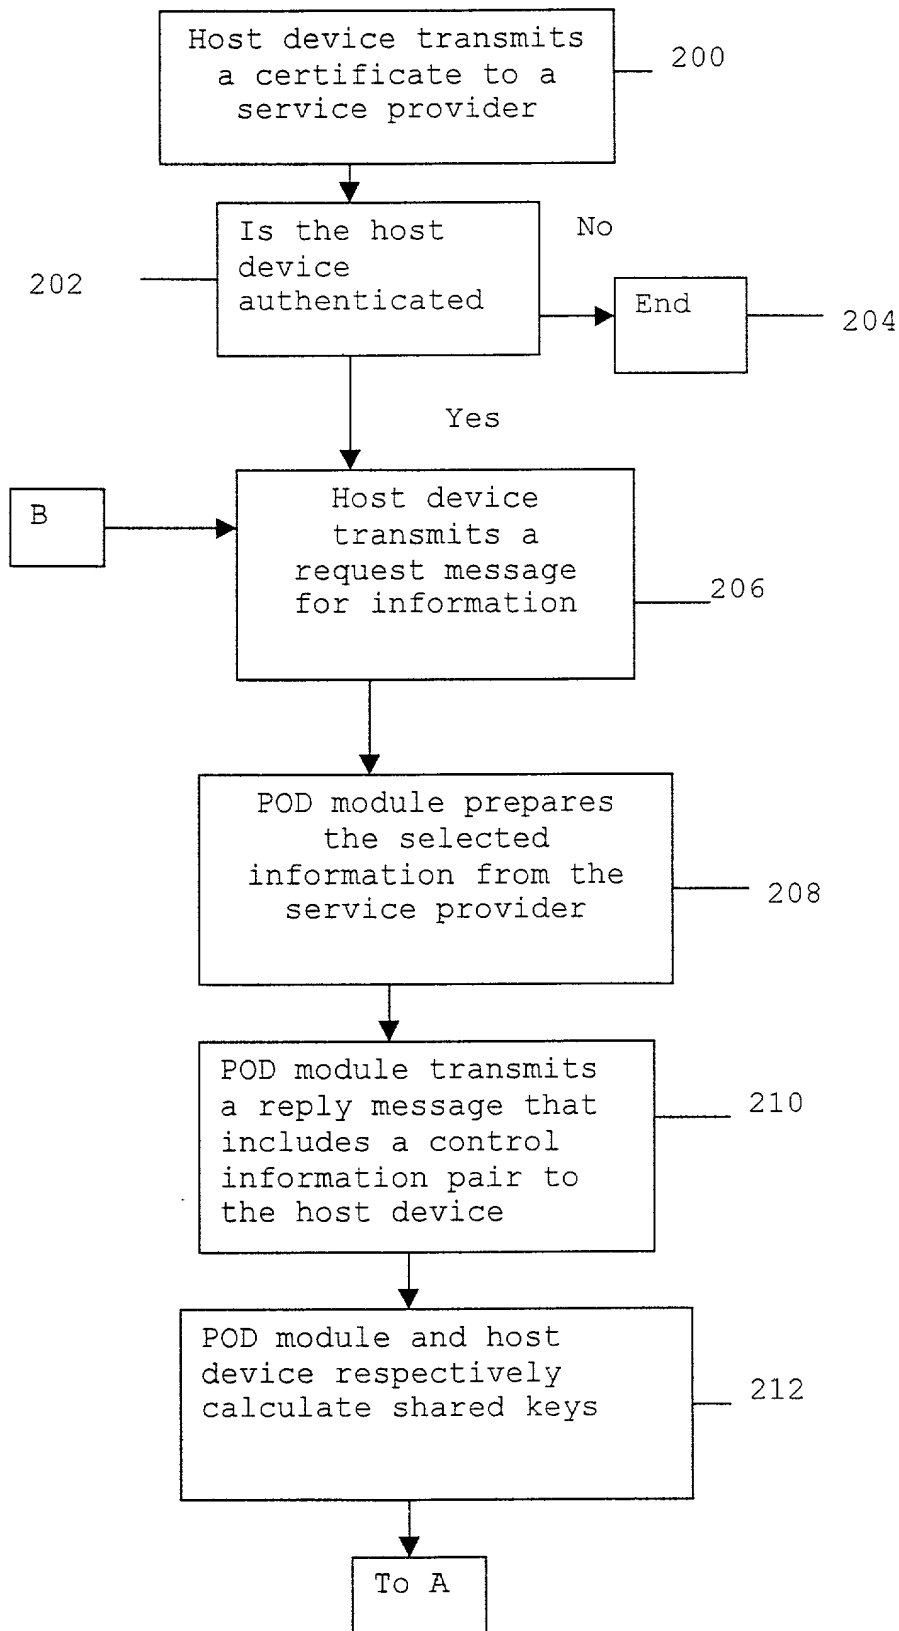 Host device transmits
a certificate to a
service provider
200
Is the host
device
authenticated
No
202
End
204
Yes
B
Host device
transmits a
request message
for information
206
POD module prepares
the selected
information from the
service provider
208
POD module transmits
a reply message that
includes a control
information pair to
the host device
210
POD module and host
device respectively
calculate shared keys
212
To A